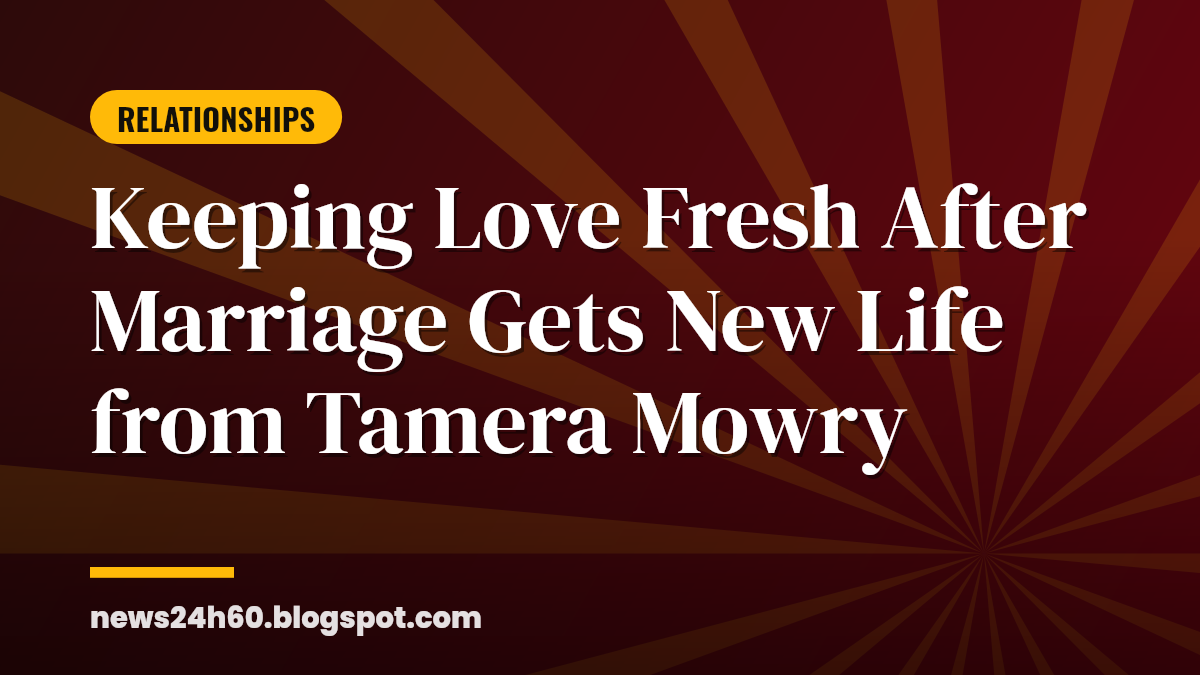 RELATIONSHIPS
Keeping Love Fresh After
Marriage Gets New Life
from Tamera Mowry
news24h60.blogspot.com